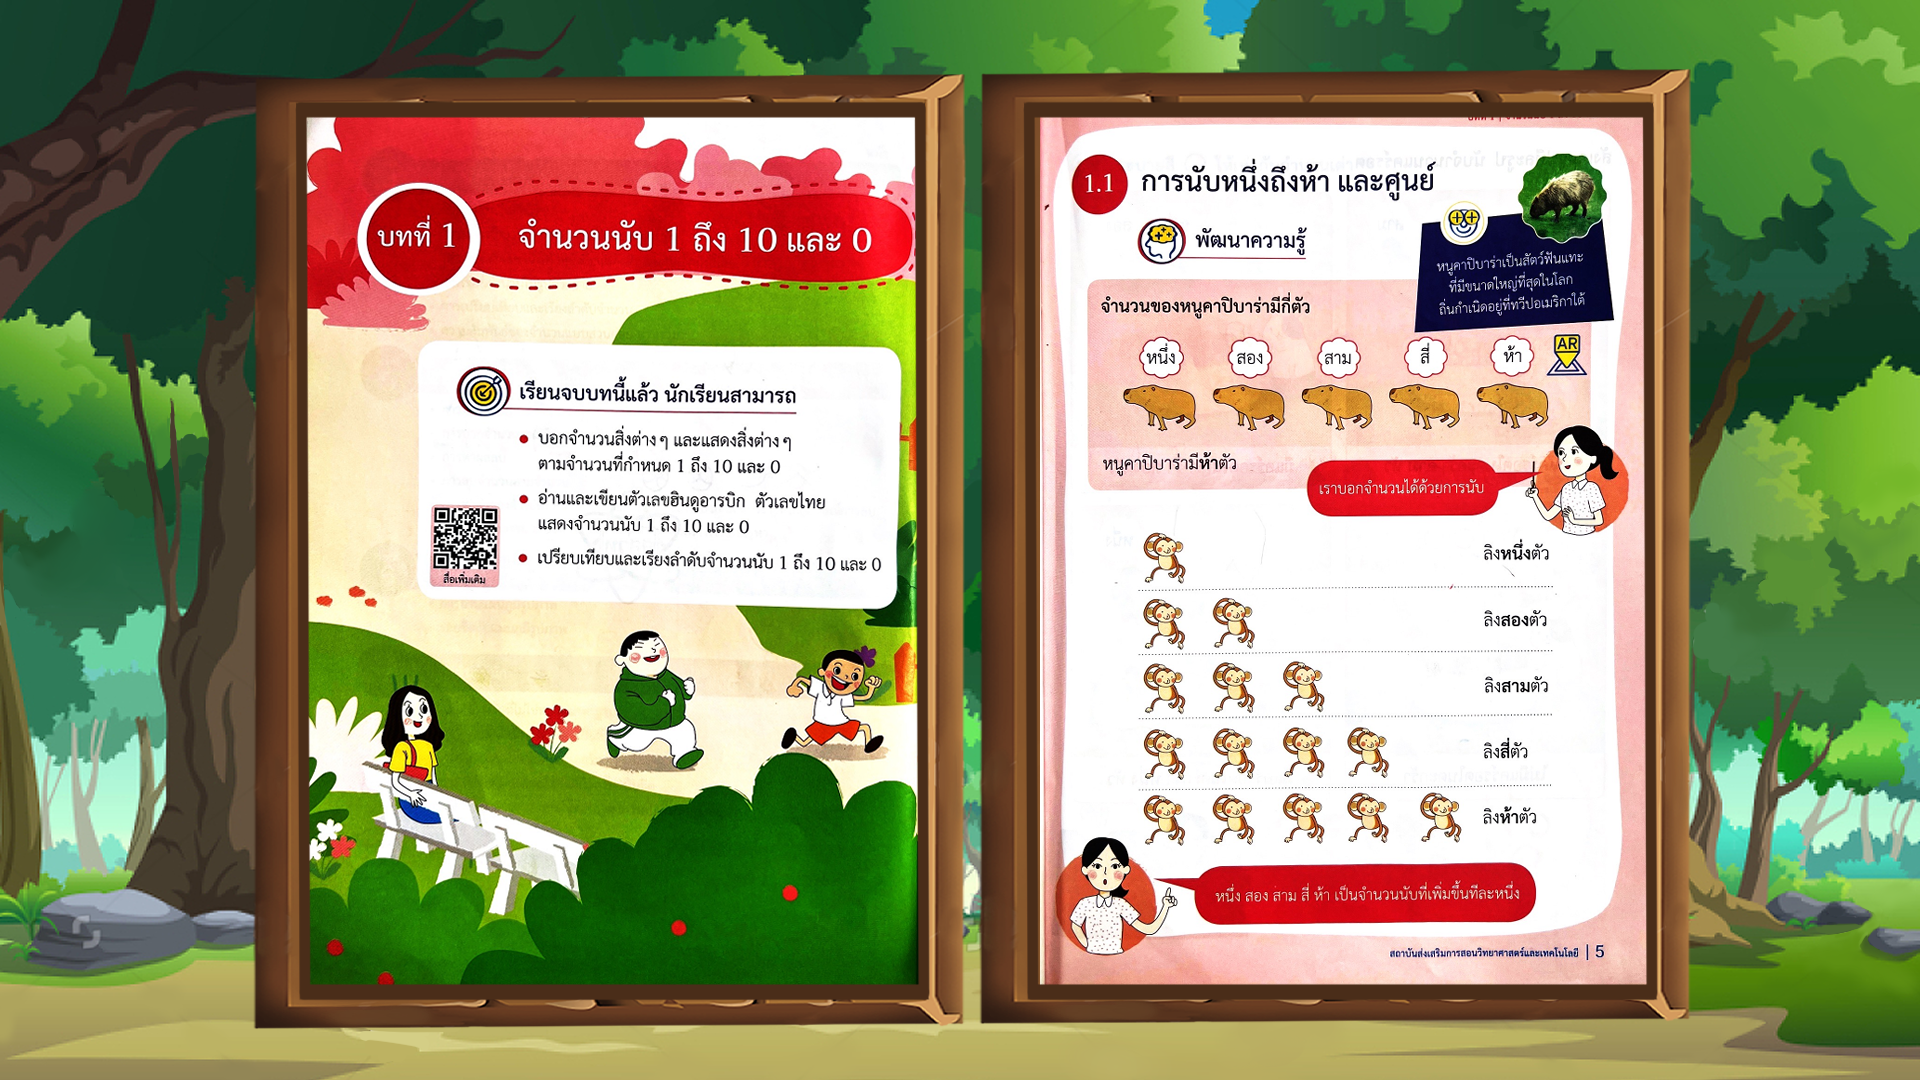 บทที่ 1
จำนวนนับ 1 ถึง 10 และ 0
เรียนจบบทนี้แล้ว นักเรียนสามารถ
บอกจำนวนสิ่งต่าง ๆ และแสดงสิ่งต่าง ๆ
ตามจำนวนที่กำหนด 1 ถึง 10 และ 0
อ่านและเขียนตัวเลขฮินดูอารบิก ตัวเลขไทย
แสดงจำนวนนับ 1 ถึง 10 และ 0
เปรียบเทียบและเรียงลำดับจำนวนนับ 1 ถึง 10 และ 0
สื่อเพิ่มเติม
1.1 การนับหนึ่งถึงห้า และศูนย์
พัฒนาความรู้
หนูคาปิบาร่าเป็นสัตว์ฟันแทะ
ที่มีขนาดใหญ่ที่สุดในโลก
ถิ่นกำเนิดอยู่ที่ทวีปอเมริกาใต้
จำนวนของหนูคาปิบาร่ามีกี่ตัว
หนึ่ง สอง สาม สี่ ห้า AR
หนูคาปิบาร่ามีห้าตัว
เราบอกจำนวนได้ด้วยการนับ
ลิงหนึ่งตัว
ลิงสองตัว
ลิงสามตัว
ลิงสี่ตัว
ลิงห้าตัว
หนึ่ง สอง สาม สี่ ห้า เป็นจำนวนนับที่เพิ่มขึ้นทีละหนึ่ง
สถาบันส่งเสริมการสอนวิทยาศาสตร์และเทคโนโลยี | 5